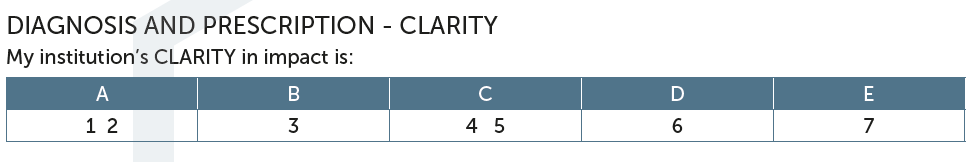 DIAGNOSIS AND PRESCRIPTION - CLARITY
My institution's CLARITY in impact is:
A B C D E
1 2 3 4 5 6 7